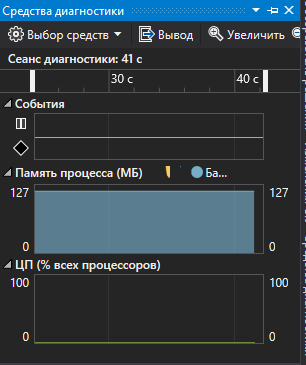 Средства диагностики
Выбор средств Вывод Увеличить
Сеанс диагностики: 41 с
30 с 40 с
События
Память процесса (МБ) Ба...
127 127
0 0
ЦП (% всех процессоров)
100 100
0 0